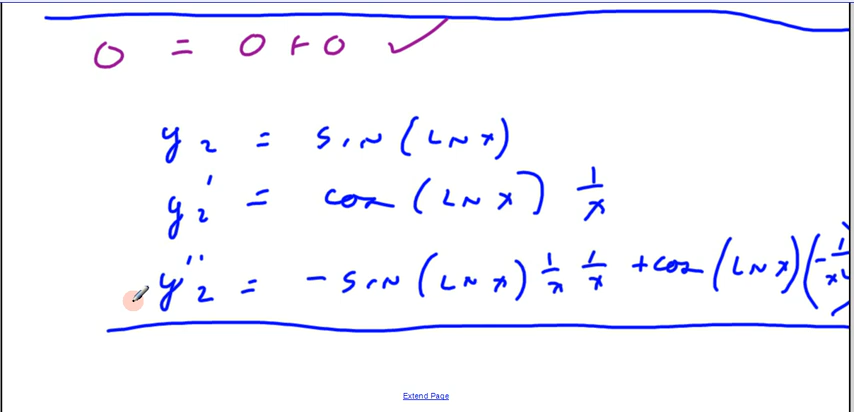 0 = 0 + 0 ✓
y₂ = sin (LN x)
y₂' = cos (LN x) 1/x
y₂'' = - sin (LN x) 1/x 1/x + cos (LN x) (-1/x²)
Extend Page